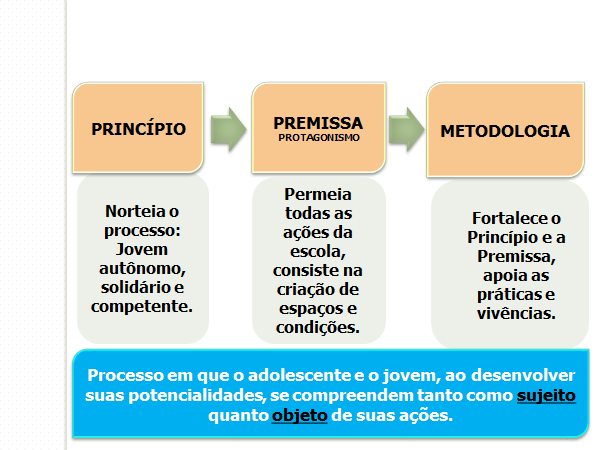 PRINCÍPIO
PREMISSA
PROTAGONISMO
METODOLOGIA
Norteia o
processo:
Jovem
autônomo,
solidário e
competente.
Permeia
todas as
ações da
escola,
consiste na
criação de
espaços e
condições.
Fortalece o
Princípio e a
Premissa,
apoia as
práticas e
vivências.
Processo em que o adolescente e o jovem, ao desenvolver
suas potencialidades, se compreendem tanto como sujeito
quanto objeto de suas ações.